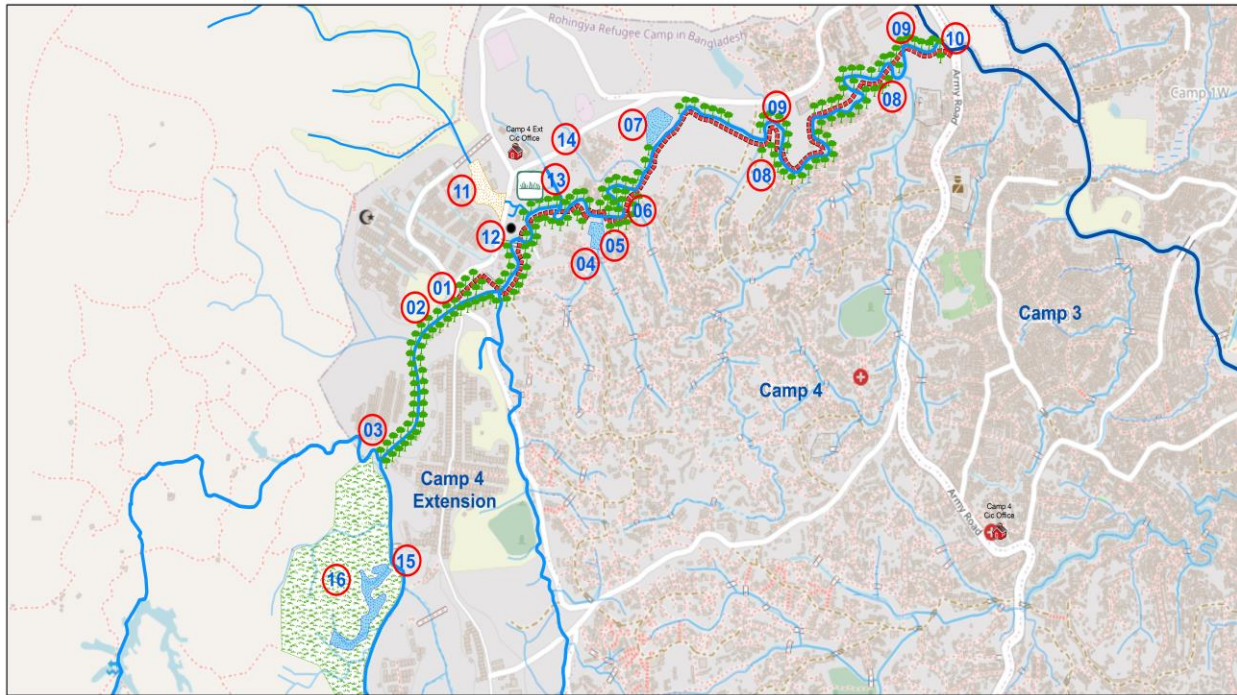 Rohingya Refugee Camp in Bangladesh
09
10
Army Road
08
Camp 1W
09
07
14
Camp 4 Ext
Cic Office
13
11
08
06
12
05
04
01
02
Camp 3
Camp 4
03
Camp 4
Extension
Army Road
Camp 4
Cic Office
15
16